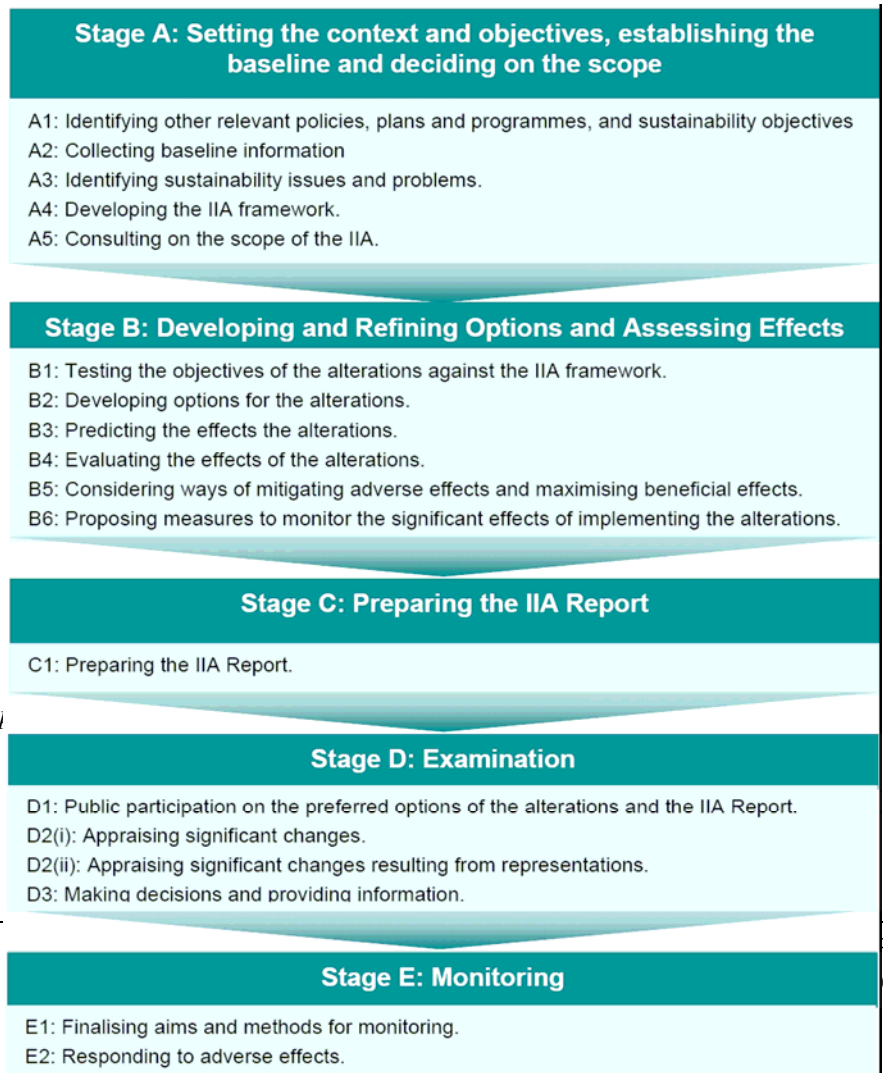 Stage A: Setting the context and objectives, establishing the
baseline and deciding on the scope
A1: Identifying other relevant policies, plans and programmes, and sustainability objectives
A2: Collecting baseline information
A3: Identifying sustainability issues and problems.
A4: Developing the IIA framework.
A5: Consulting on the scope of the IIA.
Stage B: Developing and Refining Options and Assessing Effects
B1: Testing the objectives of the alterations against the IIA framework.
B2: Developing options for the alterations.
B3: Predicting the effects the alterations.
B4: Evaluating the effects of the alterations.
B5: Considering ways of mitigating adverse effects and maximising beneficial effects.
B6: Proposing measures to monitor the significant effects of implementing the alterations.
Stage C: Preparing the IIA Report
C1: Preparing the IIA Report.
Stage D: Examination
D1: Public participation on the preferred options of the alterations and the IIA Report.
D2(i): Appraising significant changes.
D2(ii): Appraising significant changes resulting from representations.
D3: Making decisions and providing information.
Stage E: Monitoring
E1: Finalising aims and methods for monitoring.
E2: Responding to adverse effects.